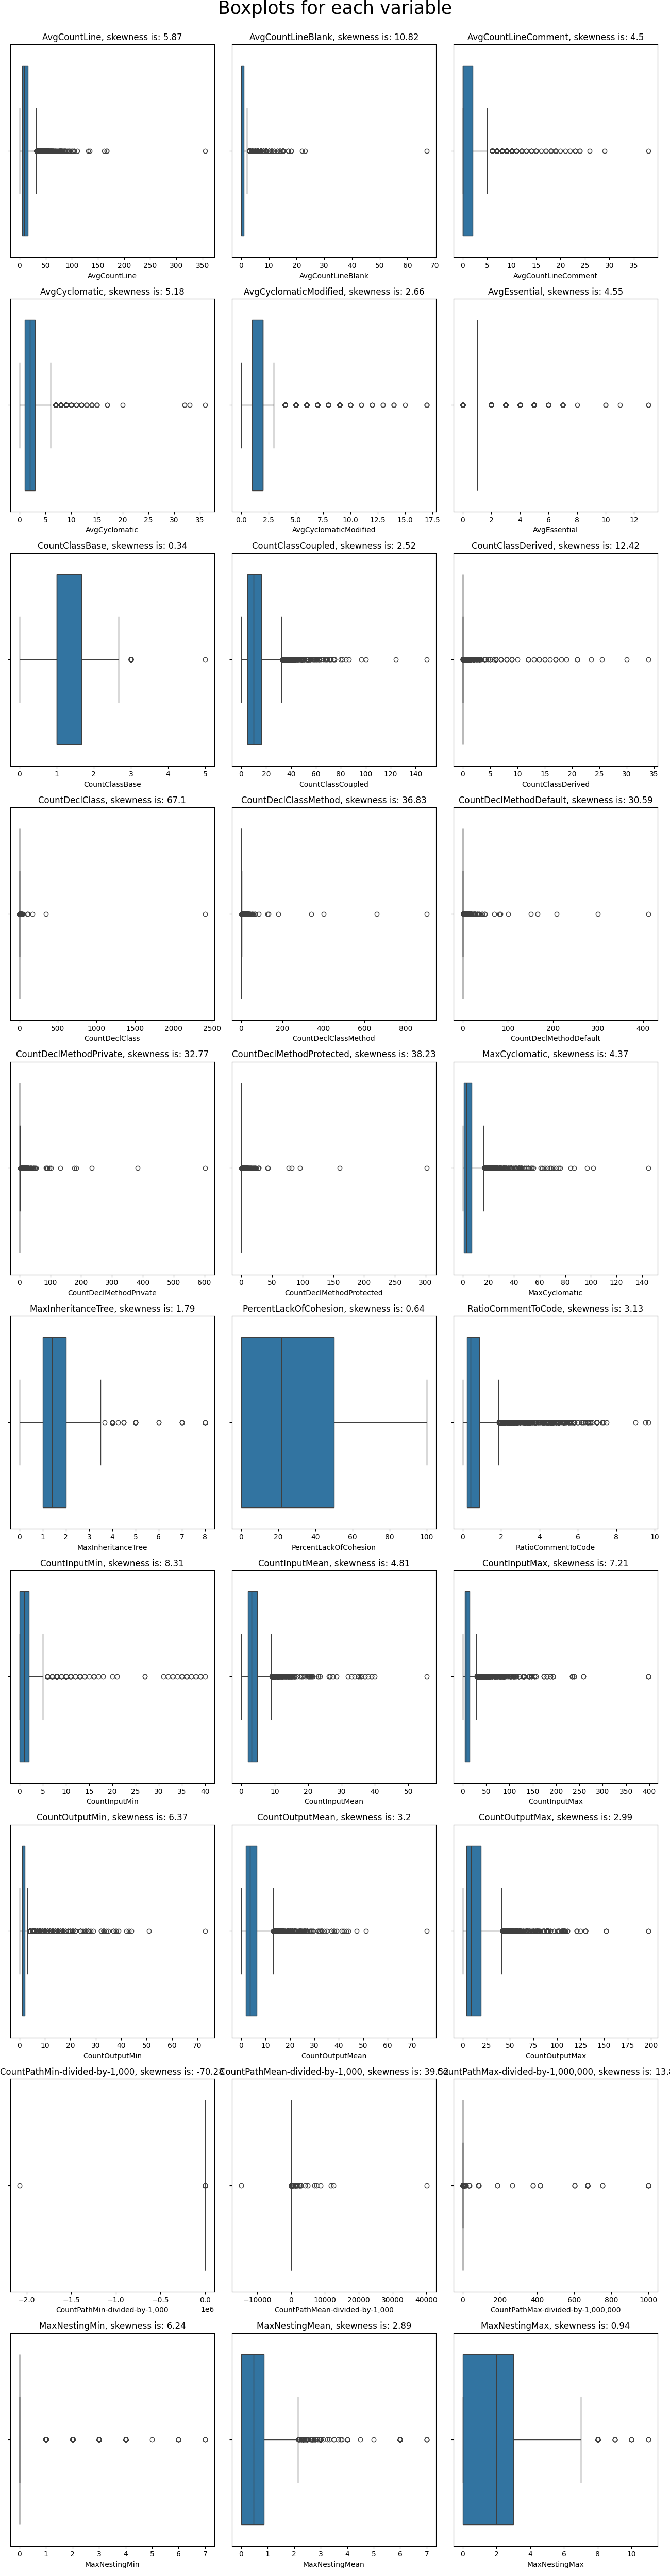 Boxplots for each variable
AvgCountLine, skewness is: 5.87
AvgCountLineBlank, skewness is: 10.82
AvgCountLineComment, skewness is: 4.5
0 50 100 150 200 250 300 350
0 10 20 30 40 50 60 70
0 5 10 15 20 25 30 35
AvgCountLine
AvgCountLineBlank
AvgCountLineComment
AvgCyclomatic, skewness is: 5.18
AvgCyclomaticModified, skewness is: 2.66
AvgEssential, skewness is: 4.55
0 5 10 15 20 25 30 35
0.0 2.5 5.0 7.5 10.0 12.5 15.0 17.5
0 2 4 6 8 10 12
AvgCyclomatic
AvgCyclomaticModified
AvgEssential
CountClassBase, skewness is: 0.34
CountClassCoupled, skewness is: 2.52
CountClassDerived, skewness is: 12.42
0 1 2 3 4 5
0 20 40 60 80 100 120 140
0 5 10 15 20 25 30 35
CountClassBase
CountClassCoupled
CountClassDerived
CountDeclClass, skewness is: 67.1
CountDeclClassMethod, skewness is: 36.83
CountDeclMethodDefault, skewness is: 30.59
0 500 1000 1500 2000 2500
0 200 400 600 800
0 100 200 300 400
CountDeclClass
CountDeclClassMethod
CountDeclMethodDefault
CountDeclMethodPrivate, skewness is: 32.77
CountDeclMethodProtected, skewness is: 38.23
MaxCyclomatic, skewness is: 4.37
0 100 200 300 400 500 600
0 50 100 150 200 250 300
0 20 40 60 80 100 120 140
CountDeclMethodPrivate
CountDeclMethodProtected
MaxCyclomatic
MaxInheritanceTree, skewness is: 1.79
PercentLackOfCohesion, skewness is: 0.64
RatioCommentToCode, skewness is: 3.13
0 1 2 3 4 5 6 7 8
0 20 40 60 80 100
0 2 4 6 8 10
MaxInheritanceTree
PercentLackOfCohesion
RatioCommentToCode
CountInputMin, skewness is: 8.31
CountInputMean, skewness is: 4.81
CountInputMax, skewness is: 7.21
0 5 10 15 20 25 30 35 40
0 10 20 30 40 50
0 50 100 150 200 250 300 350 400
CountInputMin
CountInputMean
CountInputMax
CountOutputMin, skewness is: 6.37
CountOutputMean, skewness is: 3.2
CountOutputMax, skewness is: 2.99
0 10 20 30 40 50 60 70
0 10 20 30 40 50 60 70
0 25 50 75 100 125 150 175 200
CountOutputMin
CountOutputMean
CountOutputMax
CountPathMin-divided-by-1,000, skewness is:
CountPathMean-divided-by-1,000, skewness is:
CountPathMax-divided-by-1,000,000, skewness is:
−2.0 −1.5 −1.0 −0.5 0.0
1e6
−10000 0 10000 20000 30000 40000
0 200 400 600 800 1000
CountPathMin-divided-by-1,000
CountPathMean-divided-by-1,000
CountPathMax-divided-by-1,000,000
MaxNestingMin, skewness is: 6.24
MaxNestingMean, skewness is: 2.89
MaxNestingMax, skewness is: 0.94
0 1 2 3 4 5 6 7
0 1 2 3 4 5 6 7
0 2 4 6 8 10
MaxNestingMin
MaxNestingMean
MaxNestingMax